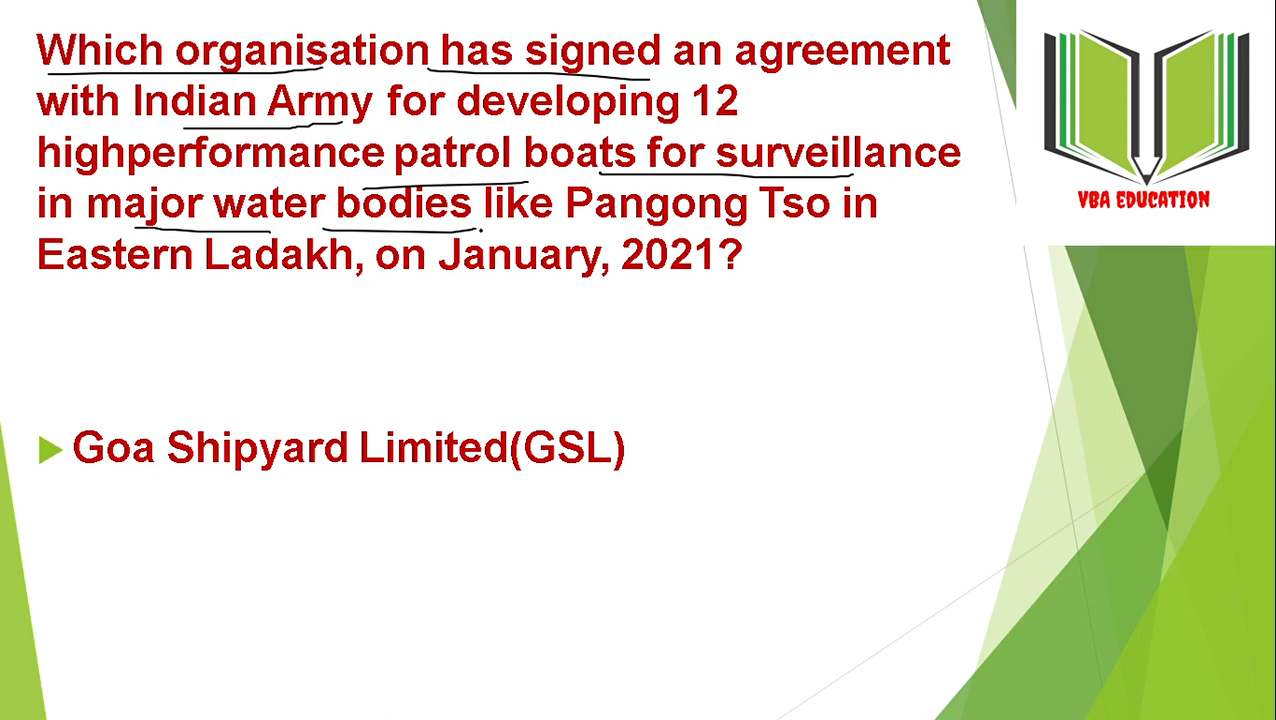 Which organisation has signed an agreement
with Indian Army for developing 12
highperformance patrol boats for surveillance
in major water bodies like Pangong Tso in
Eastern Ladakh, on January, 2021?
VBA EDUCATION
Goa Shipyard Limited(GSL)